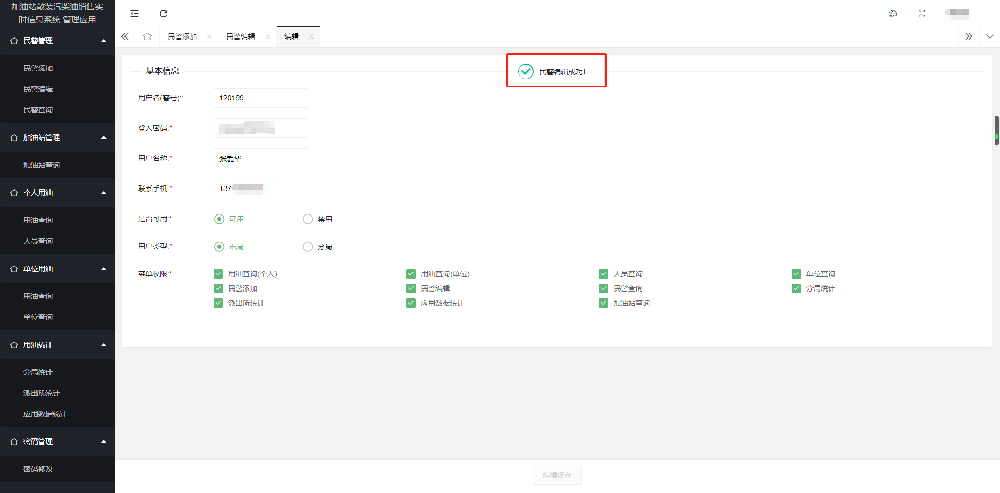 加油站散装汽柴油销售实
时信息系统 管理应用
民警管理
民警添加
民警编辑
民警查询
加油站管理
加油站查询
个人用油
用油查询
人员查询
单位用油
用油查询
单位查询
用油统计
分局统计
派出所统计
应用数据统计
密码管理
密码修改
民警添加 民警编辑 编辑
基本信息
民警编辑成功!
用户名(警号):* 120199
登入密码:*
用户名称:* 张爱华
联系手机:* 137
是否可用:* 可用 禁用
用户类型:* 市局 分局
菜单权限:* 用油查询(个人) 用油查询(单位) 人员查询 单位查询
民警添加 民警编辑 民警查询 分局统计
派出所统计 应用数据统计 加油站查询
编辑保存